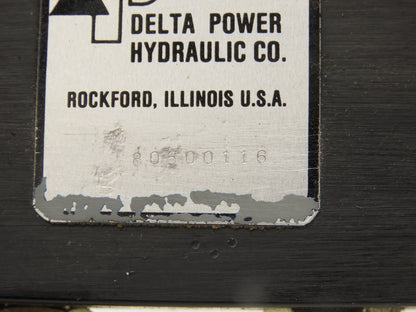 DELTA POWER
HYDRAULIC CO.
ROCKFORD, ILLINOIS U.S.A.